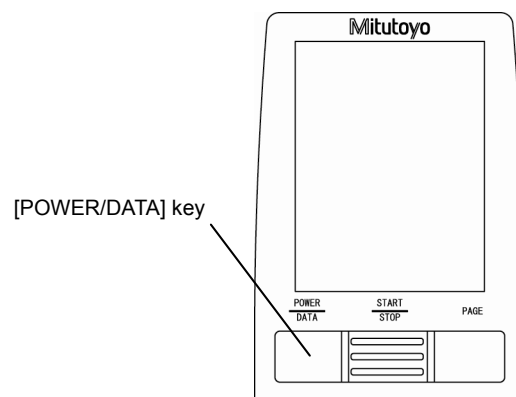 Mitutoyo
[POWER/DATA] key
POWER
DATA
START
STOP
PAGE